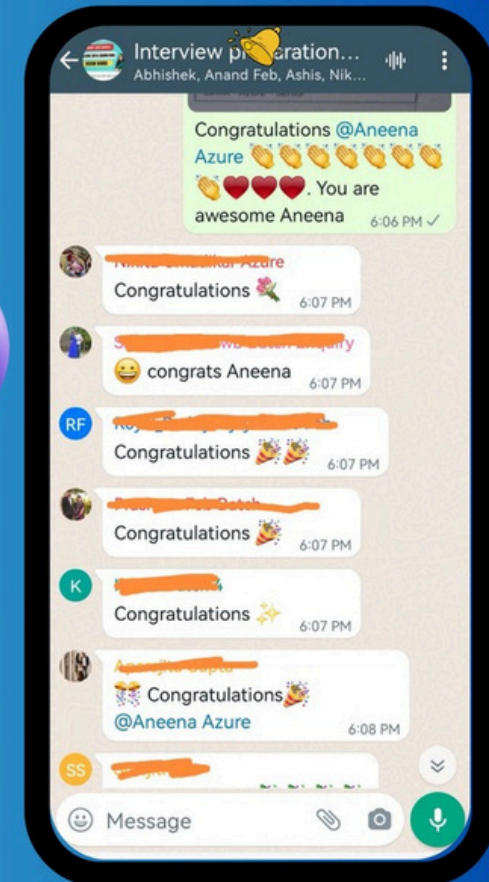 Interview
Abhishek, Anand Feb, Ashis, Nik...
Congratulations @Aneena
Azure 👏👏👏👏👏👏👏
👏❤️❤️❤️. You are
awesome Aneena 6:06 PM
Azure
Congratulations 💐
6:07 PM
😀 congrats Aneena
6:07 PM
RF
Congratulations 🎉🎉
6:07 PM
Congratulations 🎉
6:07 PM
K
Congratulations ✨
6:07 PM
🎊 Congratulations🎉
@Aneena Azure
6:08 PM
SS
Message